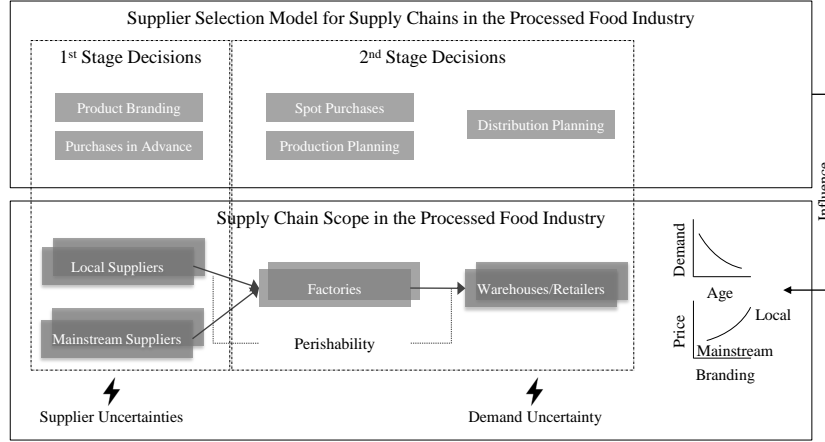 Supplier Selection Model for Supply Chains in the Processed Food Industry
1st Stage Decisions
2nd Stage Decisions
Product Branding
Spot Purchases
Distribution Planning
Purchases in Advance
Production Planning
Influence
Supply Chain Scope in the Processed Food Industry
Local Suppliers
Factories
Warehouses/Retailers
Mainstream Suppliers
Perishability
Demand
Age
Price
Local
Mainstream
Branding
Supplier Uncertainties
Demand Uncertainty